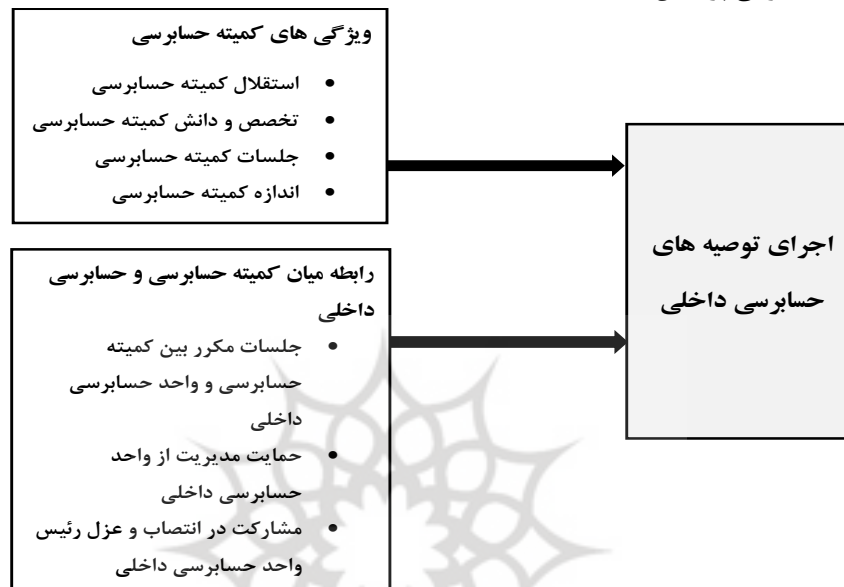 ویژگی های کمیته حسابرسی
• استقلال کمیته حسابرسی
• تخصص و دانش کمیته حسابرسی
• جلسات کمیته حسابرسی
• اندازه کمیته حسابرسی
رابطه میان کمیته حسابرسی و حسابرسی
داخلی
• جلسات مکرر بین کمیته
حسابرسی و واحد حسابرسی
داخلی
• حمایت مدیریت از واحد
حسابرسی داخلی
• مشارکت در انتصاب و عزل رئیس
واحد حسابرسی داخلی
اجرای توصیه های
حسابرسی داخلی